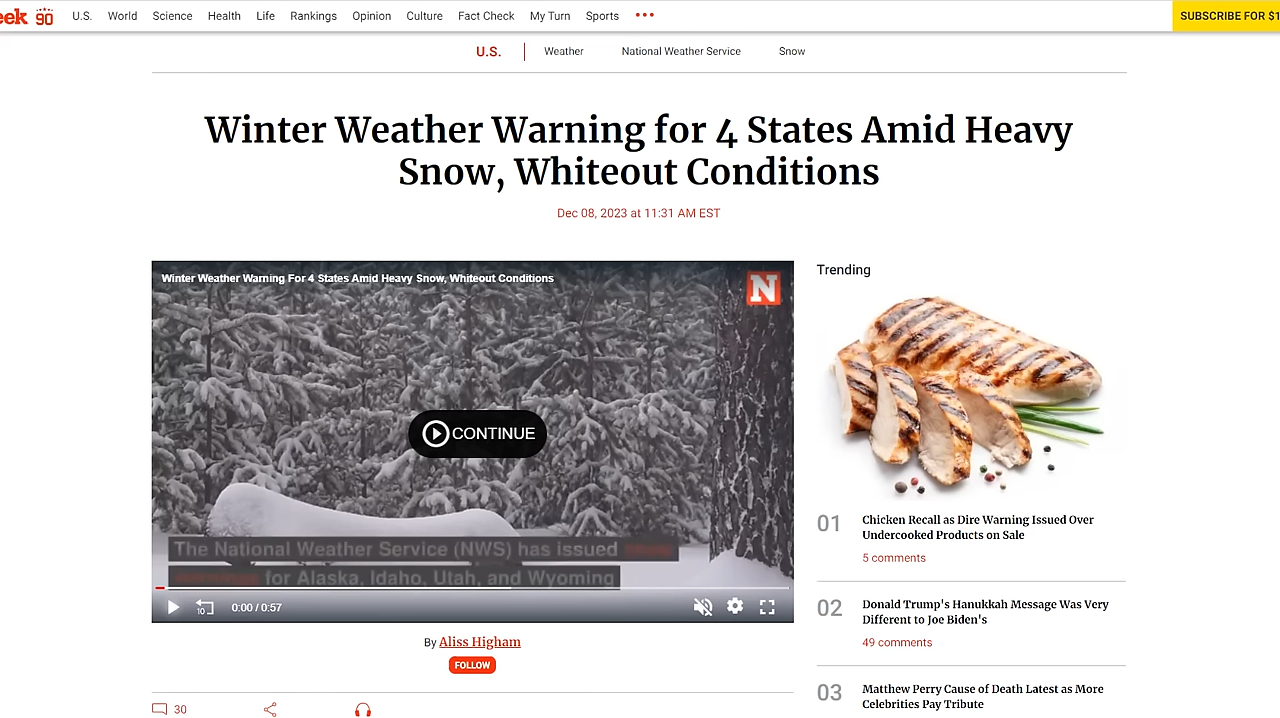 eek 90
U.S. World Science Health Life Rankings Opinion Culture Fact Check My Turn Sports
SUBSCRIBE FOR $1
U.S. Weather National Weather Service Snow
Winter Weather Warning for 4 States Amid Heavy
Snow, Whiteout Conditions
Dec 08, 2023 at 11:31 AM EST
Winter Weather Warning For 4 States Amid Heavy Snow, Whiteout Conditions
N
CONTINUE
The National Weather Service (NWS) has issued
for Alaska, Idaho, Utah, and Wyoming
10
0:00 / 0:57
By Aliss Higham
FOLLOW
30
Trending
01 Chicken Recall as Dire Warning Issued Over
Undercooked Products on Sale
5 comments
02 Donald Trump's Hanukkah Message Was Very
Different to Joe Biden's
49 comments
03 Matthew Perry Cause of Death Latest as More
Celebrities Pay Tribute